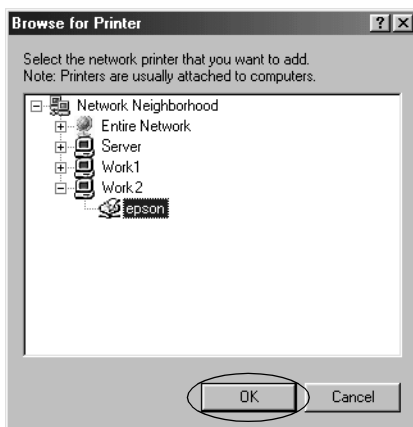 Browse for Printer
Select the network printer that you want to add.
Note: Printers are usually attached to computers.
Network Neighborhood
Entire Network
Server
Work1
Work2
epson
OK Cancel